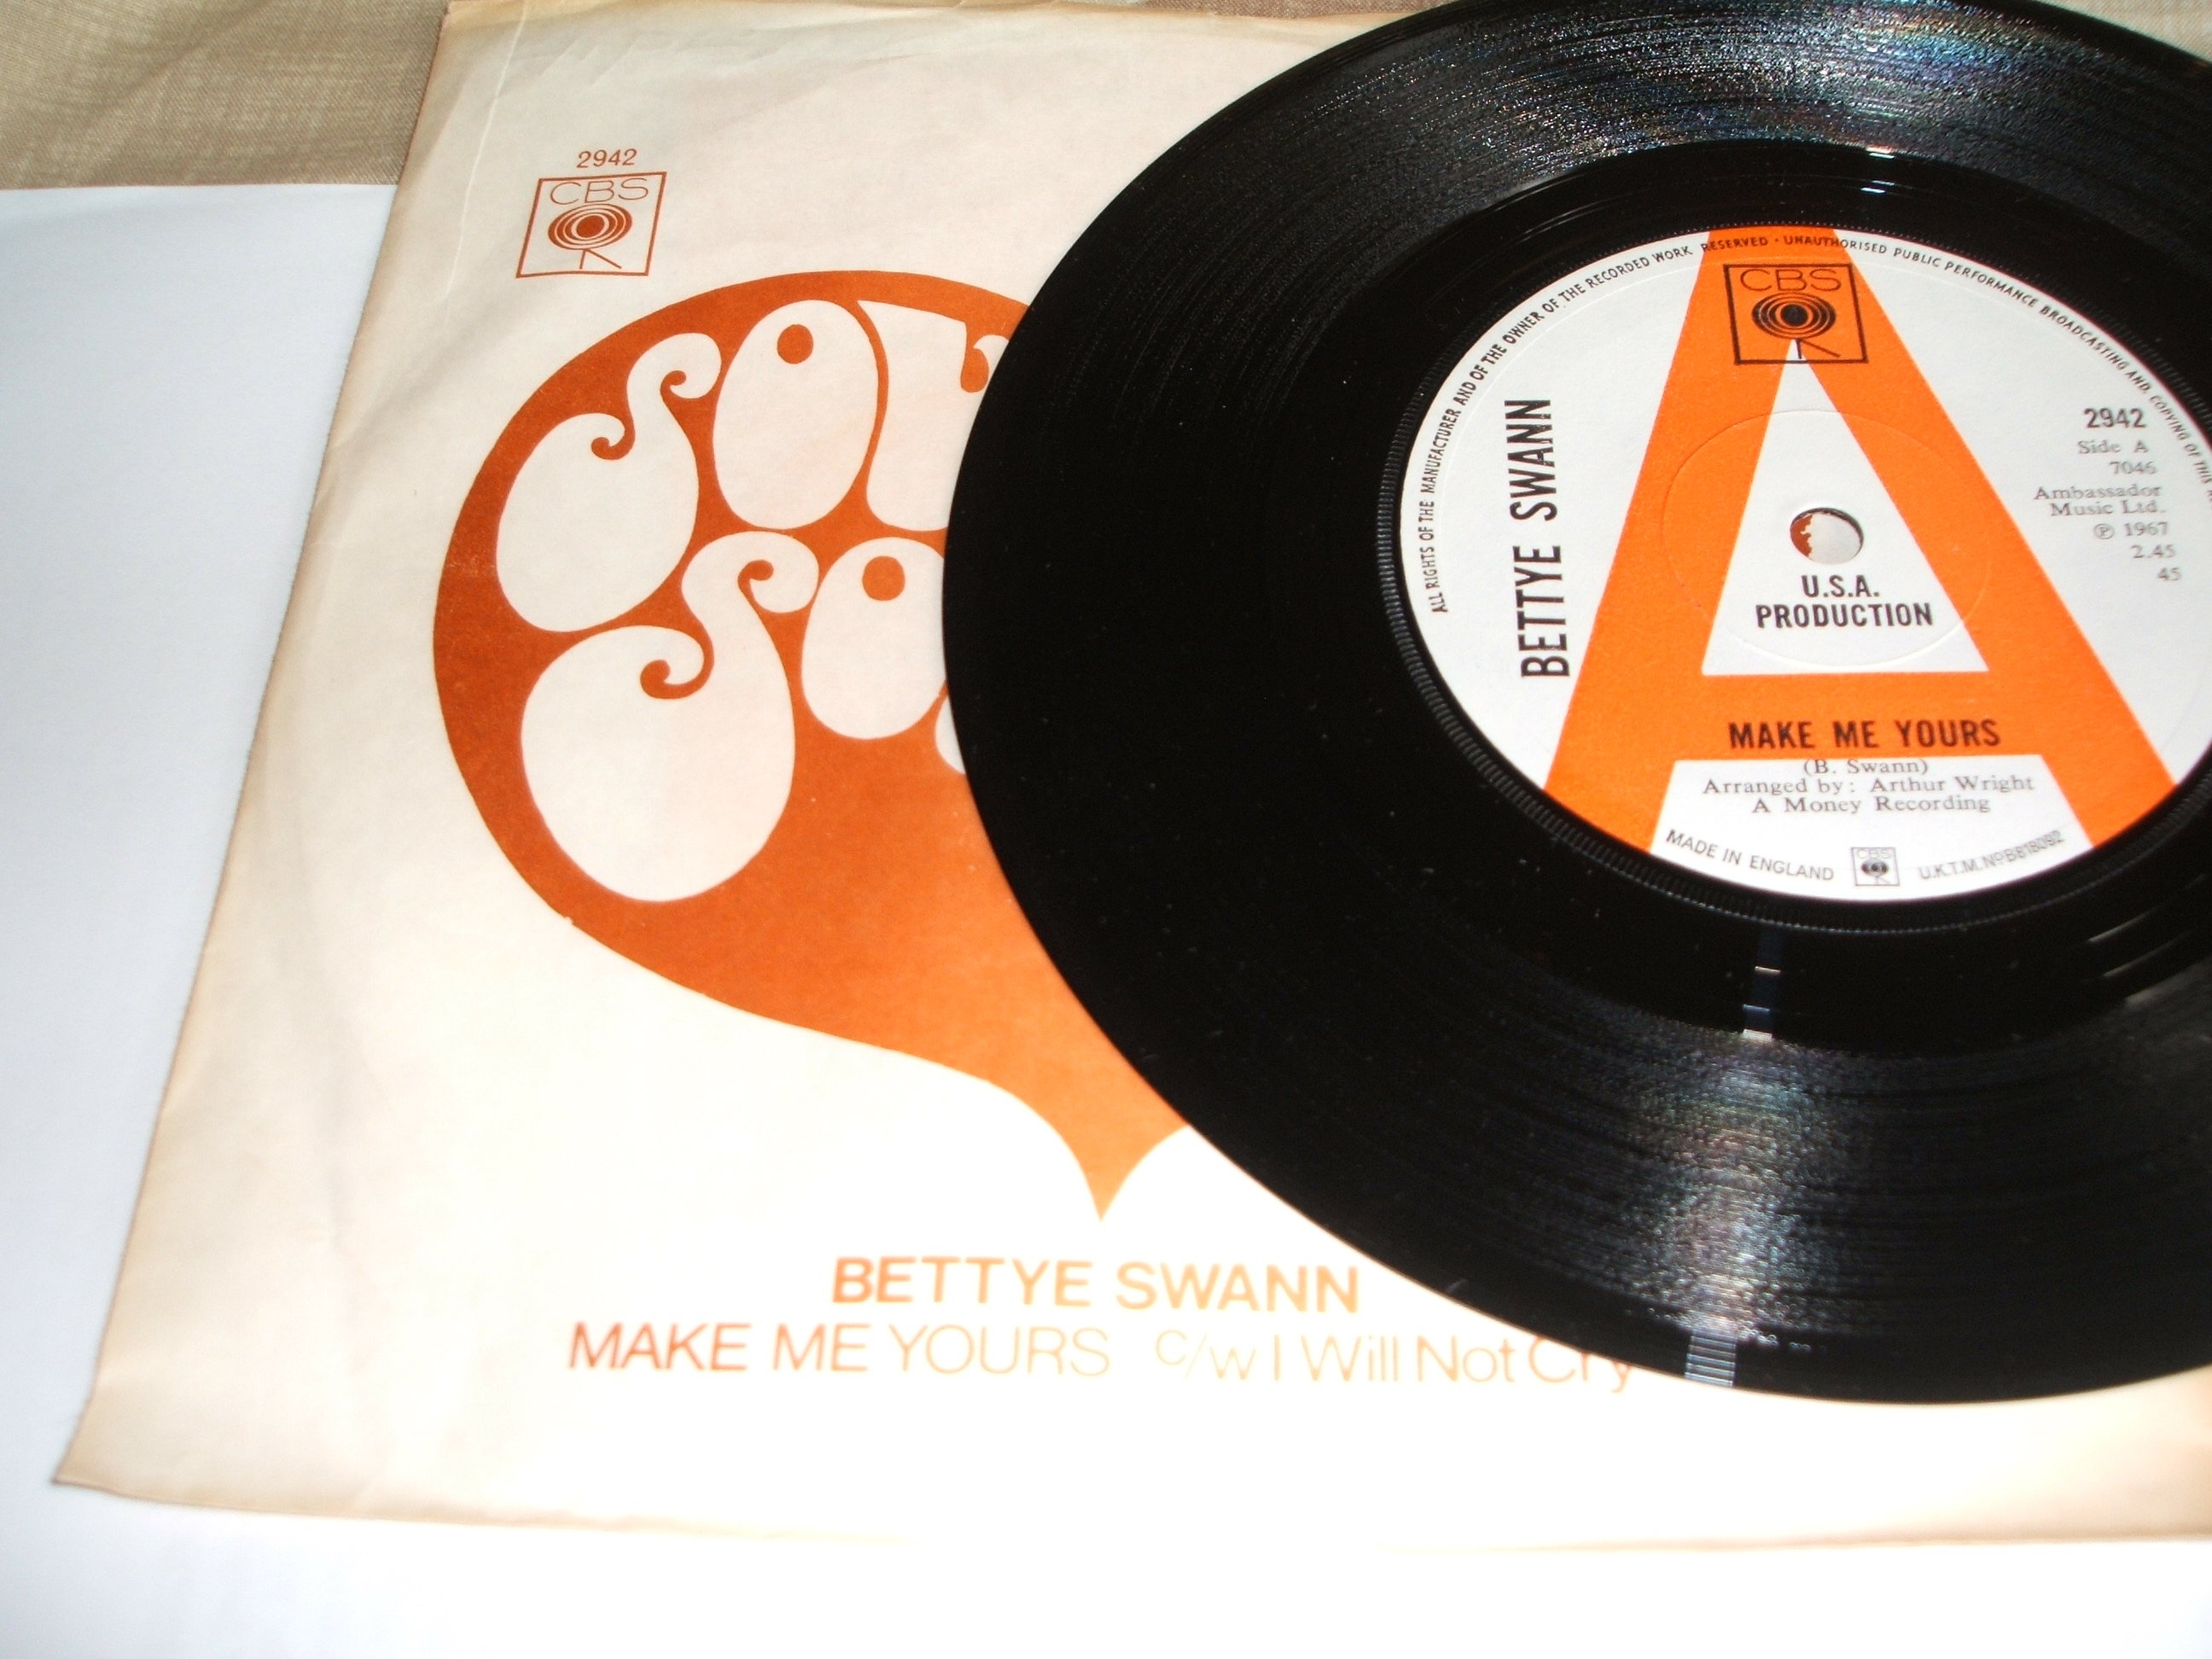 2942
CBS
SOUL
SO
BETTYE SWANN
MAKE ME YOURS c/w I Will Not Cry
ALL RIGHTS OF THE MANUFACTURER AND OF THE OWNER OF THE RECORDED WORK RESERVED · UNAUTHORISED PUBLIC PERFORMANCE BROADCASTING AND COPYING OF THIS
CBS
BETTYE SWANN
2942
Side A
7046
Ambassador
Music Ltd.
℗ 1967
2.45
45
U.S.A.
PRODUCTION
MAKE ME YOURS
(B. Swann)
Arranged by: Arthur Wright
A Money Recording
MADE IN ENGLAND
CBS